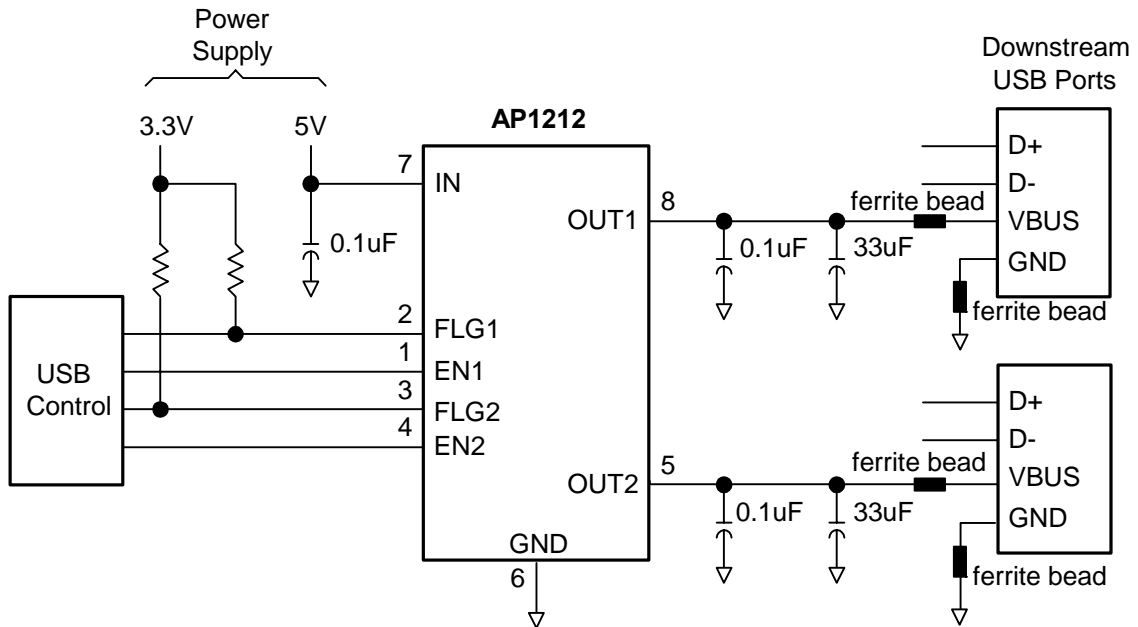 Power
Supply
3.3V
5V
AP1212
Downstream
USB Ports
7
IN
0.1uF
OUT1
8
0.1uF
33uF
ferrite bead
D+
D-
VBUS
GND
ferrite bead
USB
Control
2
FLG1
1
EN1
3
FLG2
4
EN2
OUT2
5
0.1uF
33uF
ferrite bead
D+
D-
VBUS
GND
ferrite bead
GND
6